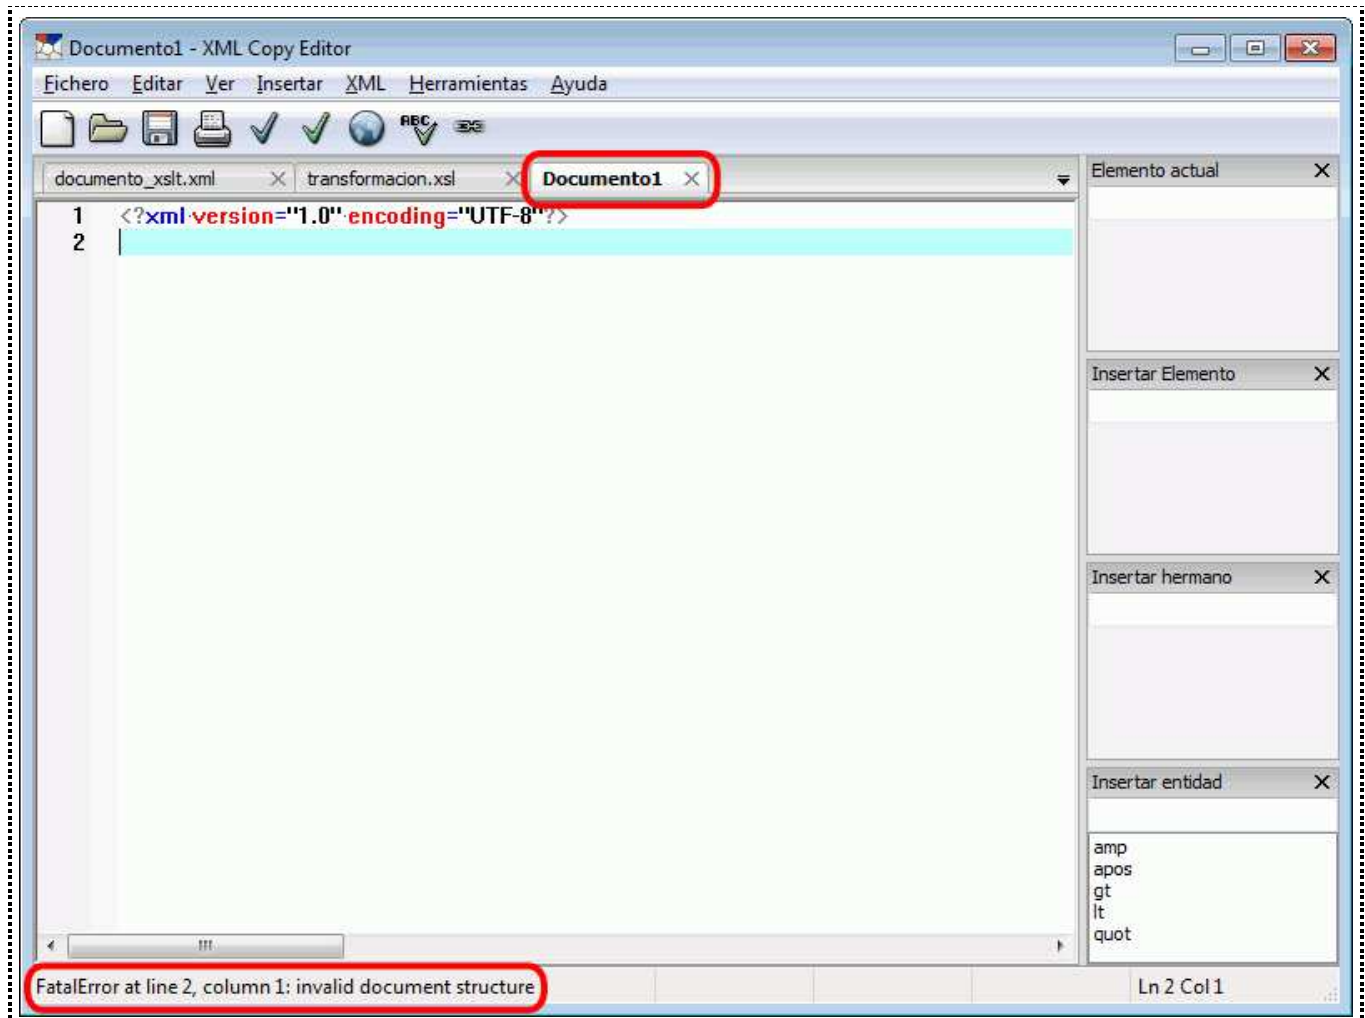 Documento1 - XML Copy Editor
Fichero Editar Ver Insertar XML Herramientas Ayuda
ABC
documento_xslt.xml transformacion.xsl Documento1
1 <?xml version="1.0" encoding="UTF-8"?>
2
Elemento actual
Insertar Elemento
Insertar hermano
Insertar entidad
amp
apos
gt
lt
quot
FatalError at line 2, column 1: invalid document structure
Ln 2 Col 1